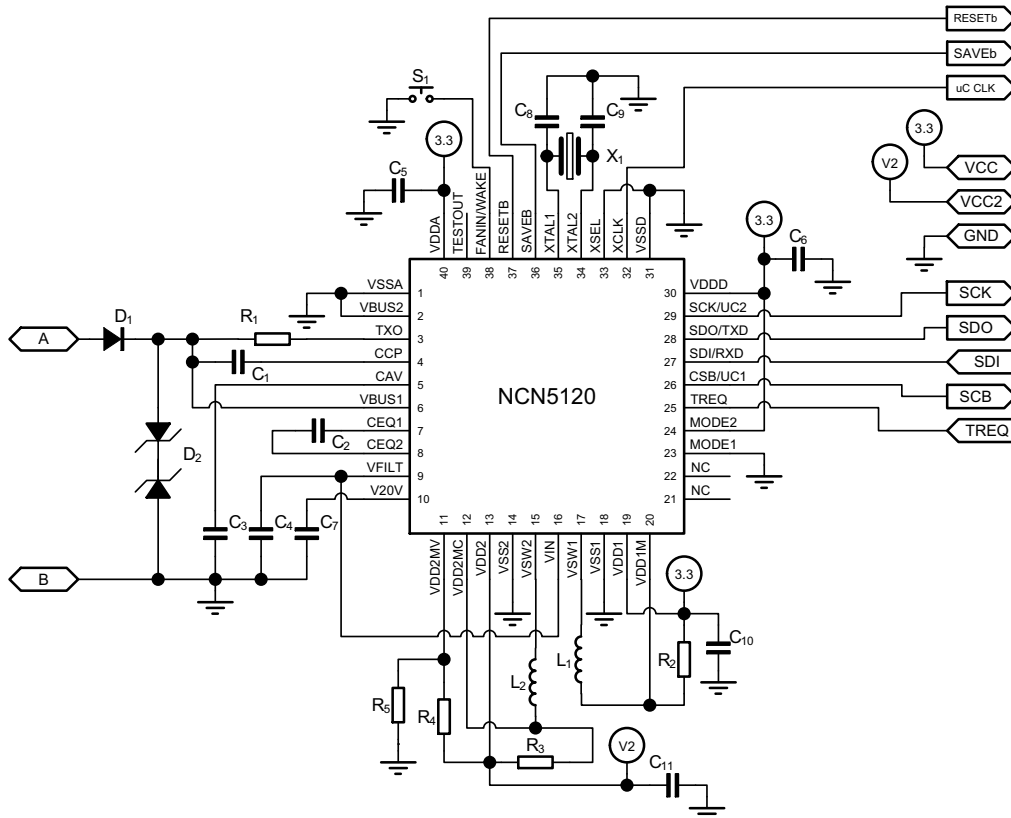 RESETb
SAVEb
uC CLK
S1
C8
C9
X1
3.3
3.3
V2
VCC
VCC2
GND
C5
3.3
C6
VDDA
TESTOUT
FANIN/WAKE
RESETB
SAVEB
XTAL1
XTAL2
XSEL
XCLK
VSSD
40
39
38
37
36
35
34
33
32
31
A
D1
R1
C1
D2
C2
C3
C4
C7
B
VSSA 1
VBUS2 2
TXO 3
CCP 4
CAV 5
VBUS1 6
CEQ1 7
CEQ2 8
VFILT 9
V20V 10
NCN5120
30 VDDD
29 SCK/UC2
28 SDO/TXD
27 SDI/RXD
26 CSB/UC1
25 TREQ
24 MODE2
23 MODE1
22 NC
21 NC
SCK
SDO
SDI
SCB
TREQ
11
12
13
14
15
16
17
18
19
20
VDD2MV
VDD2MC
VDD2
VSS2
VSW2
VIN
VSW1
VSS1
VDD1
VDD1M
3.3
C10
R2
L1
L2
R5
R4
R3
V2
C11